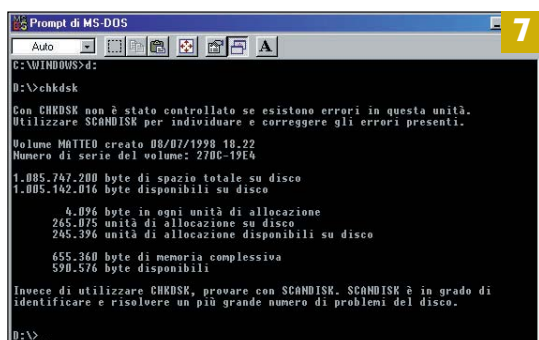 Prompt di MS-DOS
7
Auto
A
C:\WINDOWS>d:
D:\>chkdsk
Con CHKDSK non è stato controllato se esistono errori in questa unità.
Utilizzare SCANDISK per individuare e correggere gli errori presenti.
Volume MATTEO creato 08/07/1998 18.22
Numero di serie del volume: 270C-19E4
1.085.747.200 byte di spazio totale su disco
1.005.142.016 byte disponibili su disco
4.096 byte in ogni unità di allocazione
265.075 unità di allocazione su disco
245.396 unità di allocazione disponibili su disco
655.360 byte di memoria complessiva
590.576 byte disponibili
Invece di utilizzare CHKDSK, provare con SCANDISK. SCANDISK è in grado di
identificare e risolvere un più grande numero di problemi del disco.
D:\>